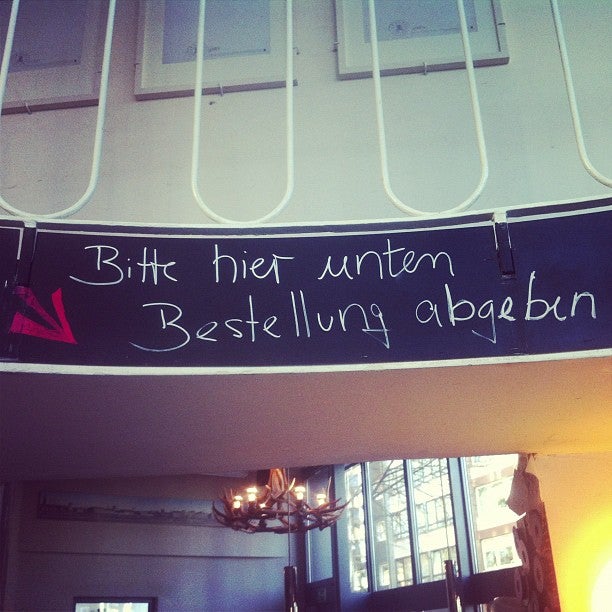 Bitte hier unten
Bestellung abgeben